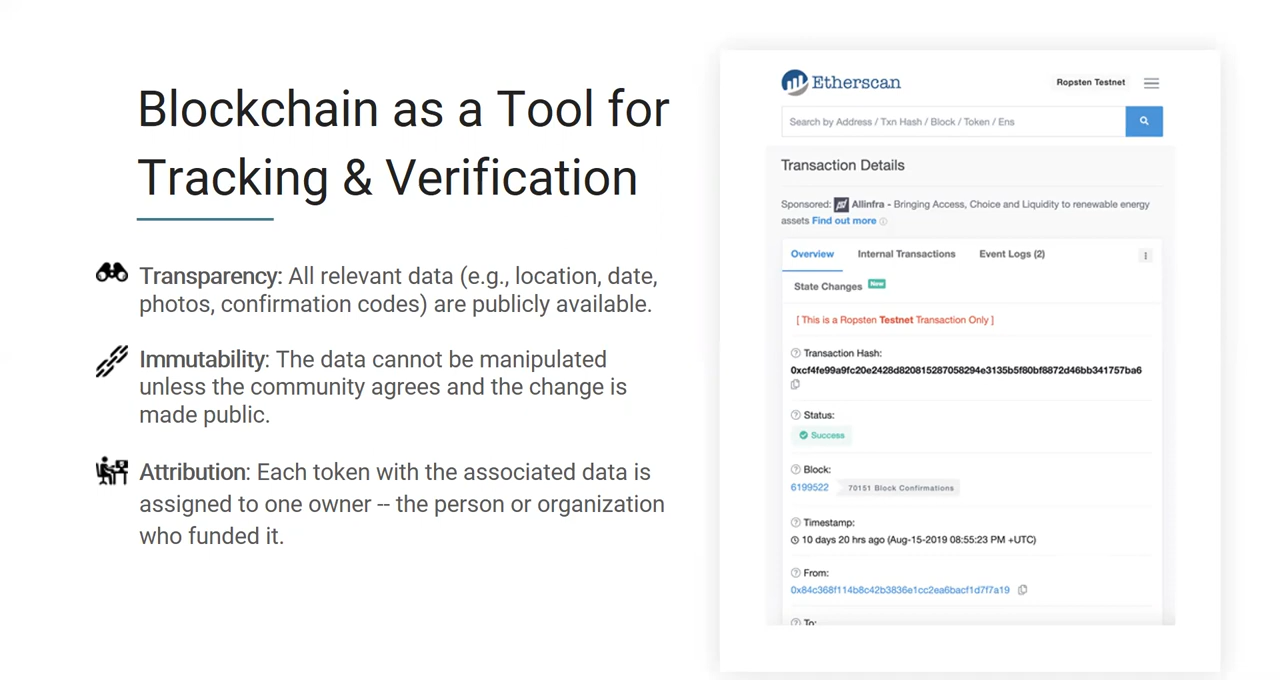 Blockchain as a Tool for
Tracking & Verification
Transparency: All relevant data (e.g., location, date,
photos, confirmation codes) are publicly available.
Immutability: The data cannot be manipulated
unless the community agrees and the change is
made public.
Attribution: Each token with the associated data is
assigned to one owner -- the person or organization
who funded it.
Etherscan
Ropsten Testnet
Search by Address / Txn Hash / Block / Token / Ens
Transaction Details
Sponsored: Allinfra - Bringing Access, Choice and Liquidity to renewable energy
assets Find out more
Overview Internal Transactions Event Logs (2)
State Changes New
[ This is a Ropsten Testnet Transaction Only ]
Transaction Hash:
0xcf4fe99a9fc20e2428d820815287058294e3135b5f80bf8872d46bb341757ba6
Status:
Success
Block:
6199522 70151 Block Confirmations
Timestamp:
10 days 20 hrs ago (Aug-15-2019 08:55:23 PM +UTC)
From:
0x84c368f114b8c42b3836e1cc2ea6bacf1d7f7a19
To: